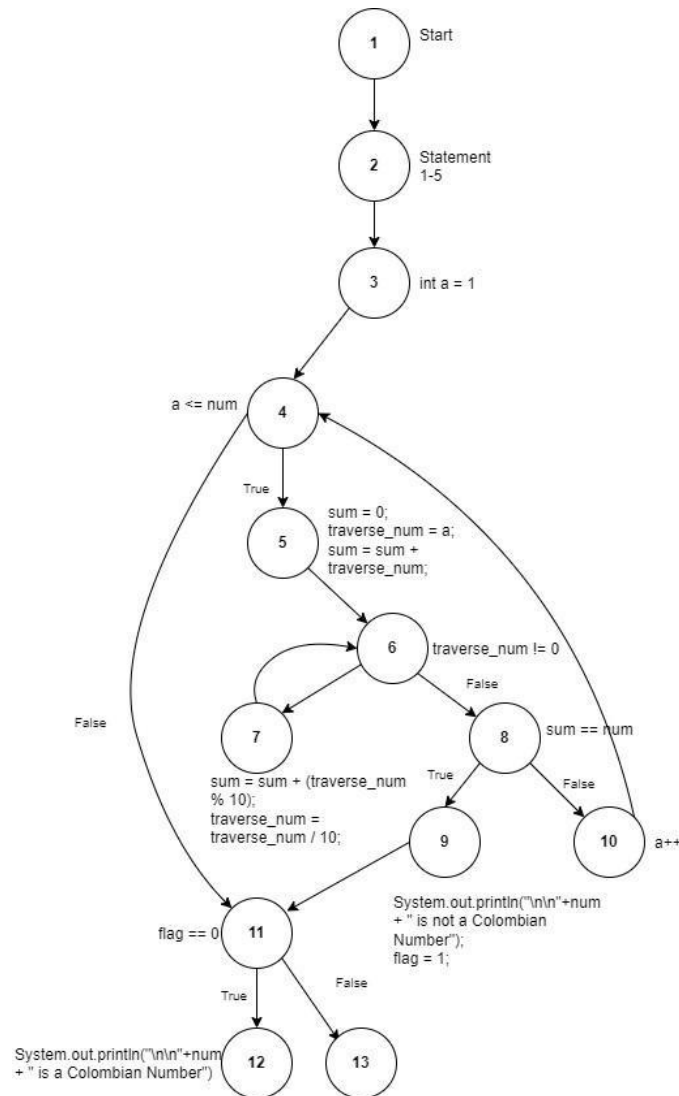 1
Start
2
Statement
1-5
3
int a = 1
a <= num
4
True
5
sum = 0;
traverse_num = a;
sum = sum +
traverse_num;
6
traverse_num != 0
False
False
7
8
sum == num
sum = sum + (traverse_num
% 10);
traverse_num =
traverse_num / 10;
True
False
9
10
a++
System.out.println("\n\n"+num
+ " is not a Colombian
Number");
flag = 1;
flag == 0
11
True
False
System.out.println("\n\n"+num
+ " is a Colombian Number")
12
13